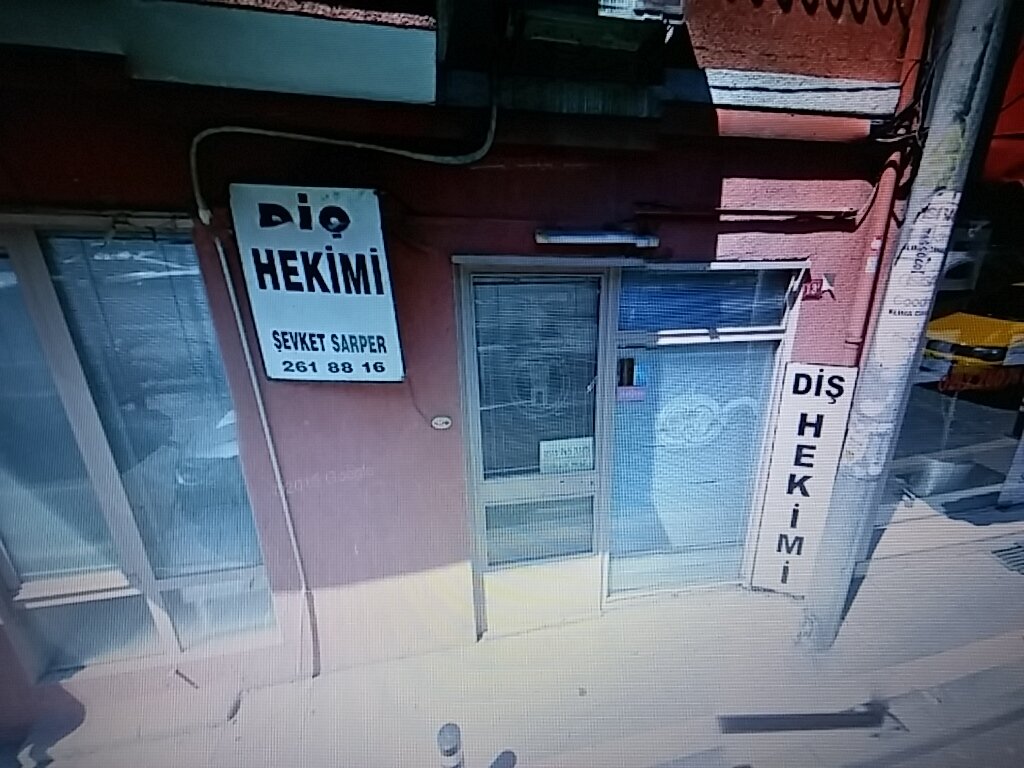 DİŞ
HEKİMİ
ŞEVKET SARPER
261 88 16
DİŞ
HEKİMİ